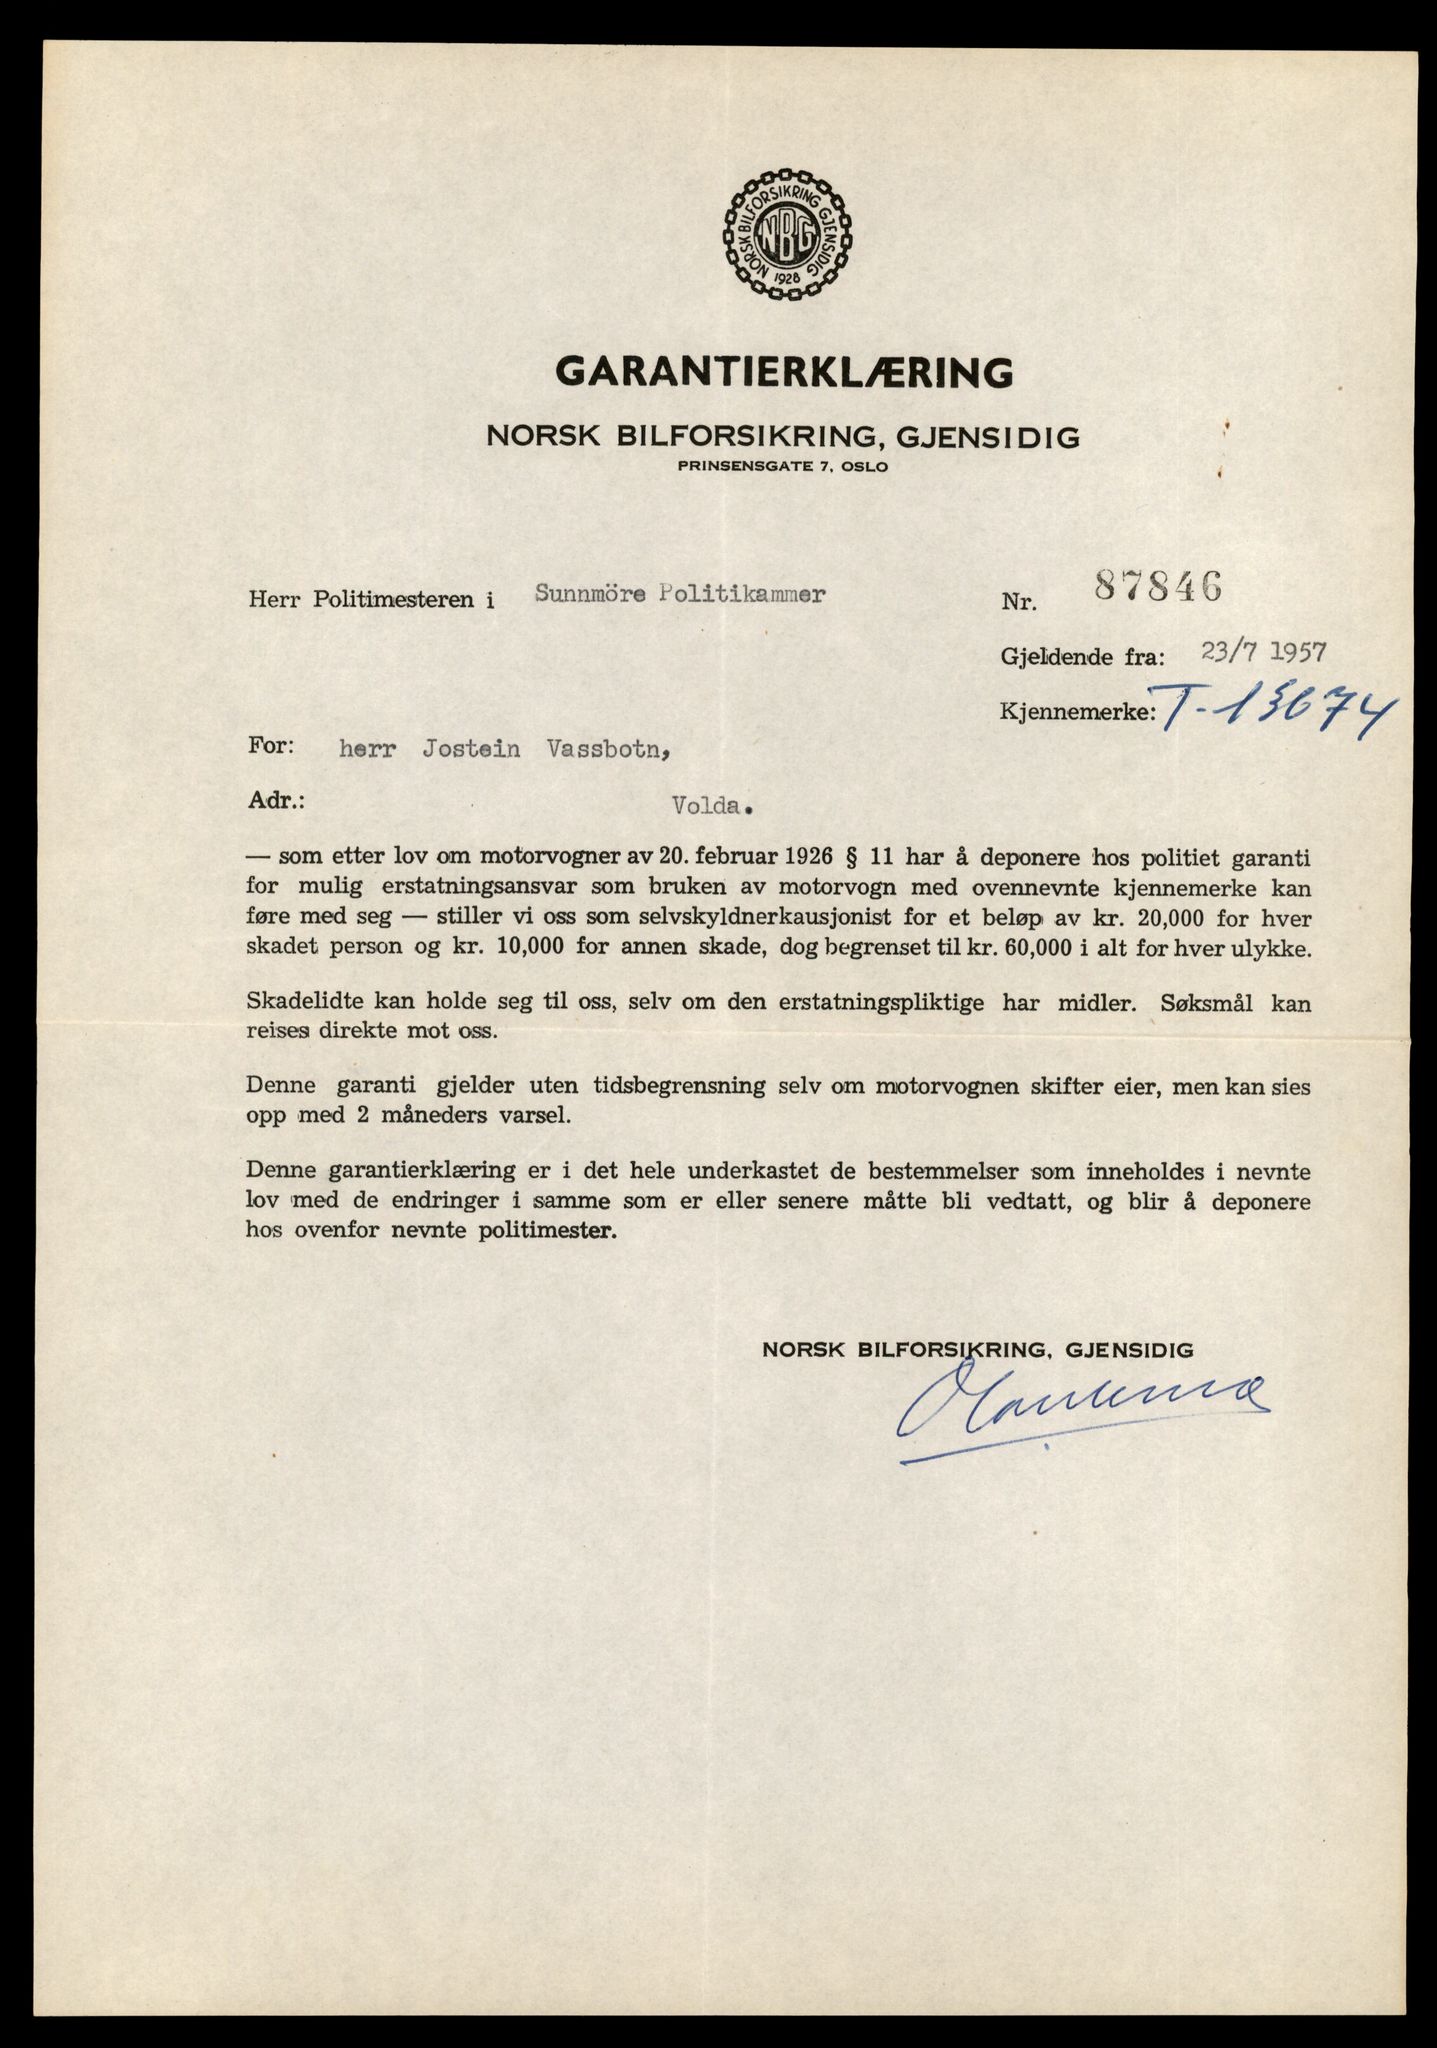 NORSK BILFORSIKRING GJENSIDIG
NBG
1928
GARANTIERKLÆRING
NORSK BILFORSIKRING, GJENSIDIG
PRINSENSGATE 7, OSLO
Herr Politimesteren i Sunnmöre Politikammer
Nr. 87846
Gjeldende fra: 23/7 1957
Kjennemerke: T-13674
For: herr Jostein Vassbotn,
Adr.: Volda.
— som etter lov om motorvogner av 20. februar 1926 § 11 har å deponere hos politiet garanti
for mulig erstatningsansvar som bruken av motorvogn med ovennevnte kjennemerke kan
føre med seg — stiller vi oss som selvskyldnerkausjonist for et beløp av kr. 20,000 for hver
skadet person og kr. 10,000 for annen skade, dog begrenset til kr. 60,000 i alt for hver ulykke.
Skadelidte kan holde seg til oss, selv om den erstatningspliktige har midler. Søksmål kan
reises direkte mot oss.
Denne garanti gjelder uten tidsbegrensning selv om motorvognen skifter eier, men kan sies
opp med 2 måneders varsel.
Denne garantierklæring er i det hele underkastet de bestemmelser som inneholdes i nevnte
lov med de endringer i samme som er eller senere måtte bli vedtatt, og blir å deponere
hos ovenfor nevnte politimester.
NORSK BILFORSIKRING, GJENSIDIG